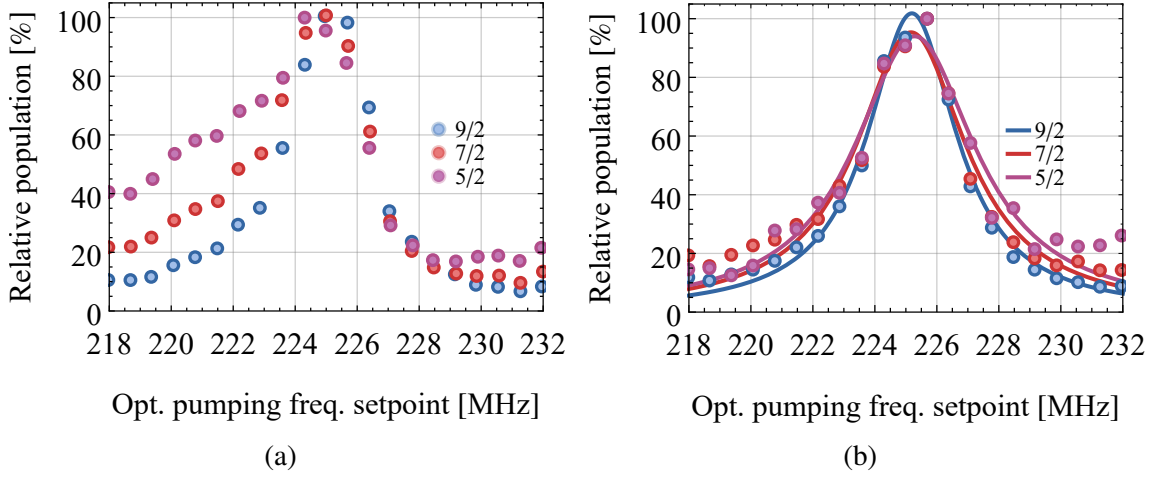 Relative population [%]
100
80
60
40
20
0
9/2
7/2
5/2
218 220 222 224 226 228 230 232
Opt. pumping freq. setpoint [MHz]
(a)
Relative population [%]
100
80
60
40
20
0
9/2
7/2
5/2
218 220 222 224 226 228 230 232
Opt. pumping freq. setpoint [MHz]
(b)